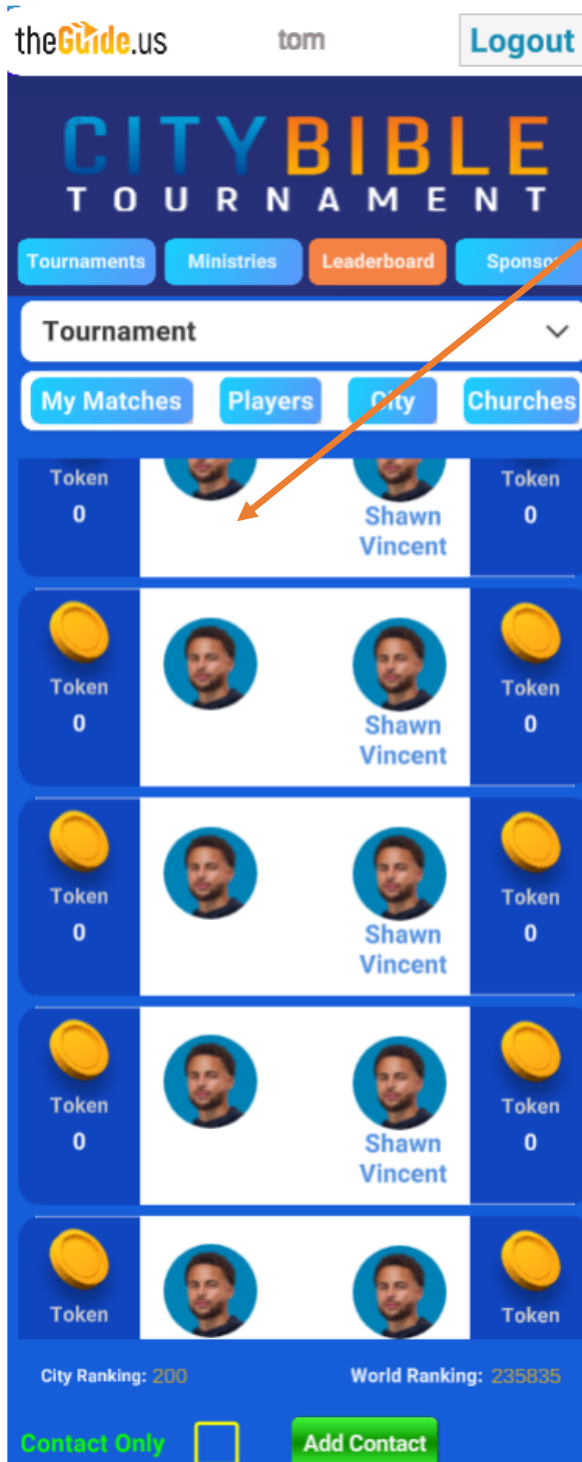 theGuide.us tom Logout
CITYBIBLE
TOURNAMENT
Tournaments Ministries Leaderboard Sponsor
Tournament
My Matches Players City Churches
Token Token
0 Shawn 0
Vincent
Token Token
0 Shawn 0
Vincent
Token Token
0 Shawn 0
Vincent
Token Token
0 Shawn 0
Vincent
Token Token
City Ranking: 200 World Ranking: 235835
Contact Only Add Contact